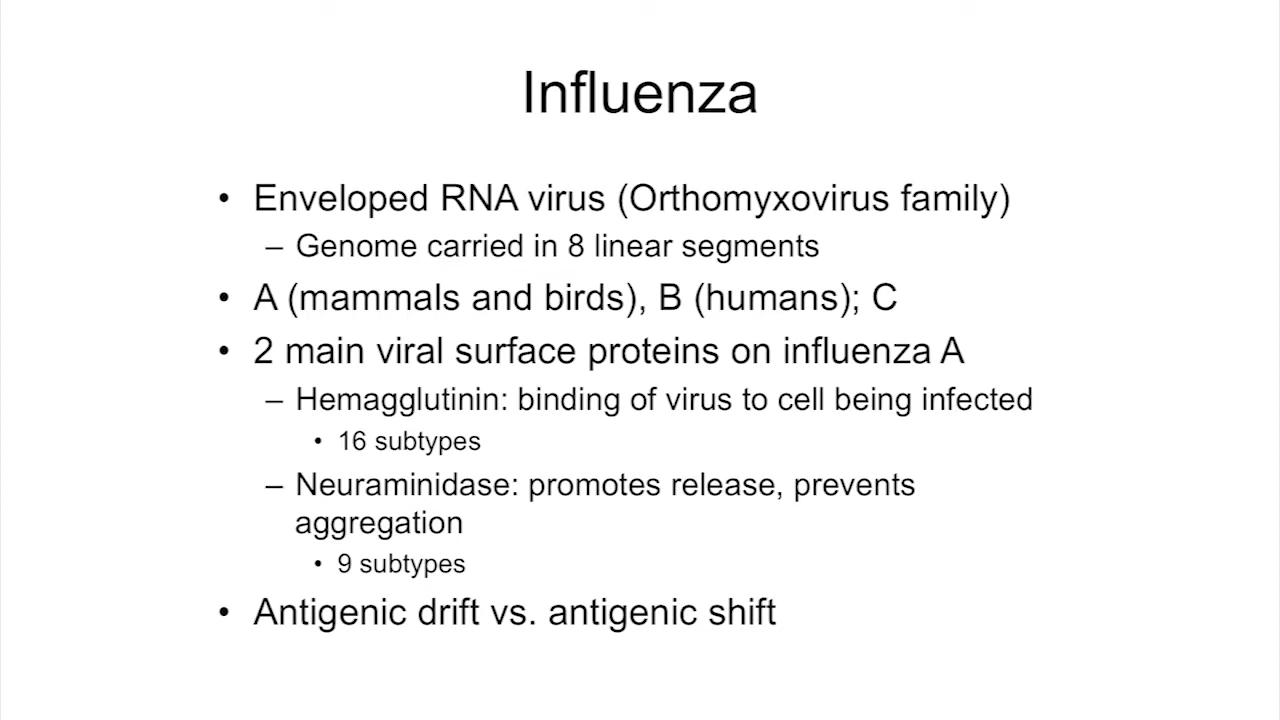 Influenza
• Enveloped RNA virus (Orthomyxovirus family)
– Genome carried in 8 linear segments
• A (mammals and birds), B (humans); C
• 2 main viral surface proteins on influenza A
– Hemagglutinin: binding of virus to cell being infected
• 16 subtypes
– Neuraminidase: promotes release, prevents
aggregation
• 9 subtypes
• Antigenic drift vs. antigenic shift